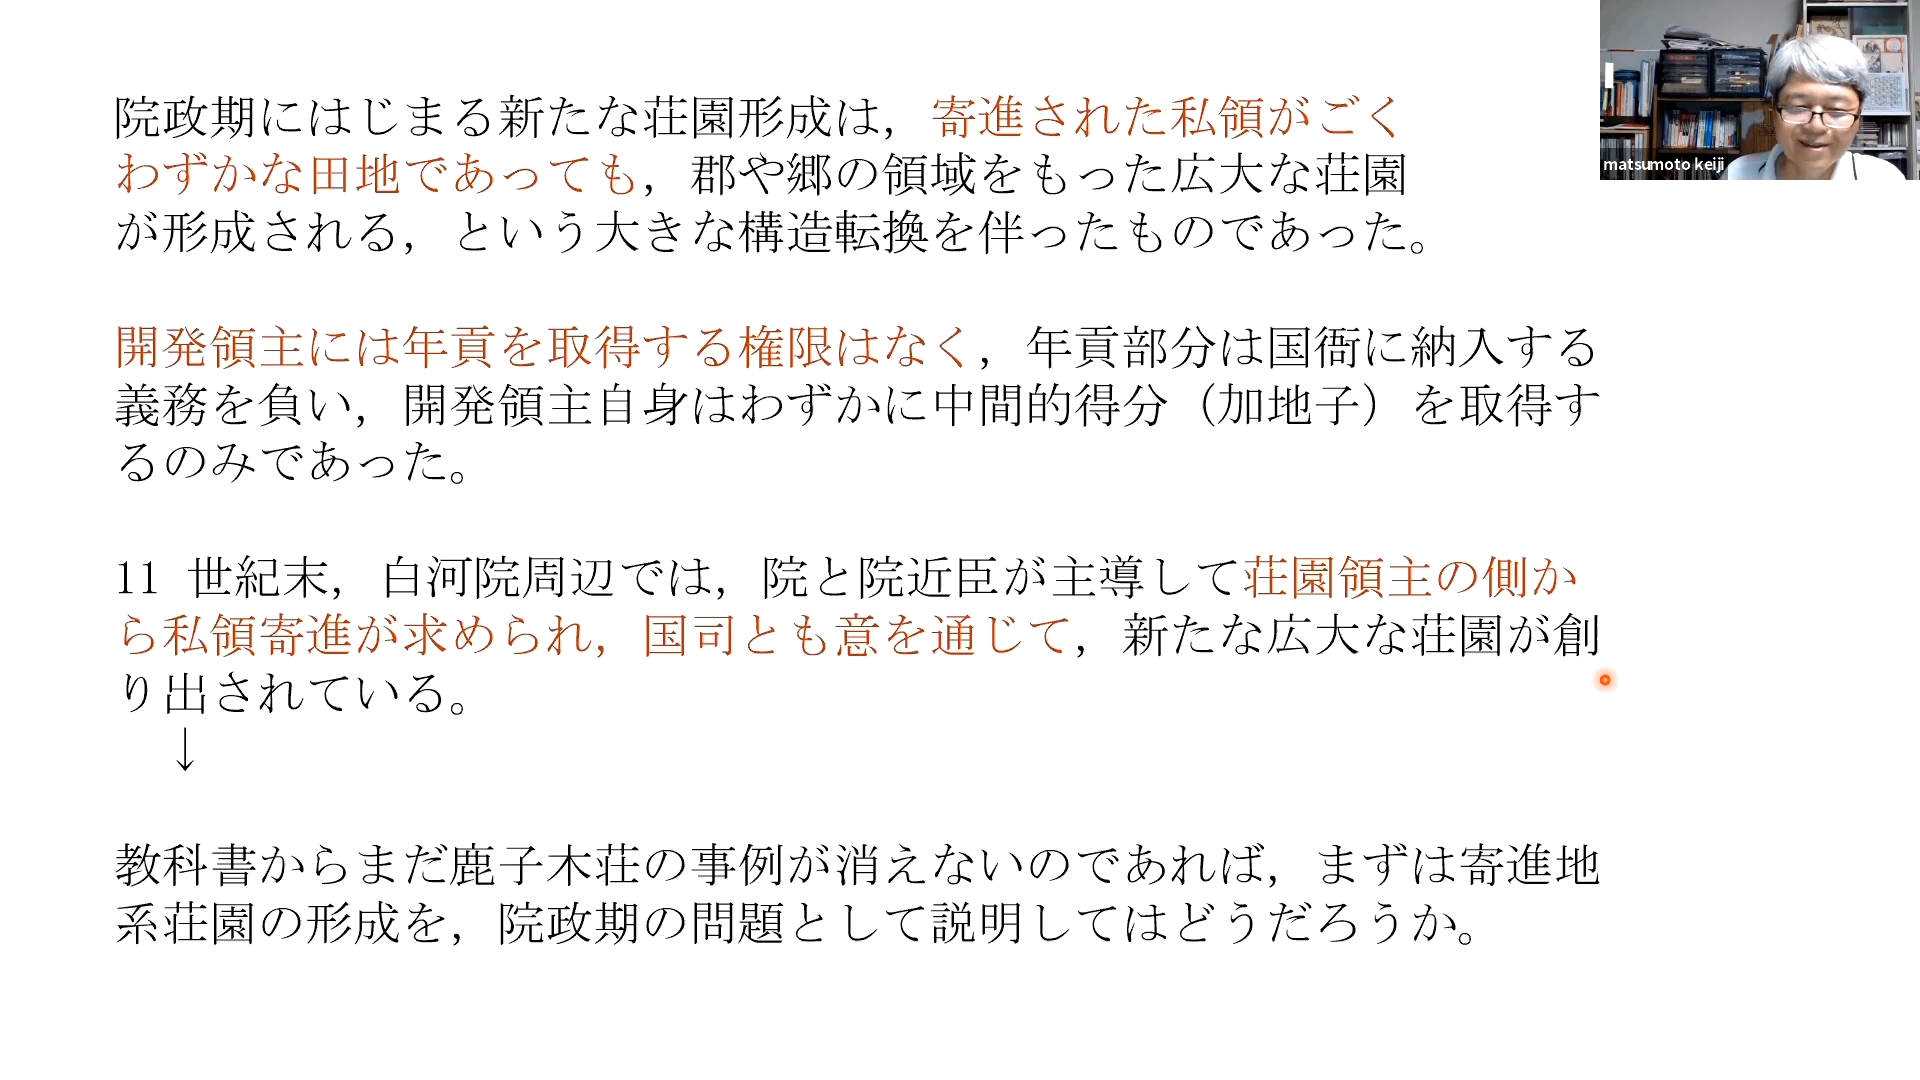 院政期にはじまる新たな荘園形成は，寄進された私領がごく
わずかな田地であっても，郡や郷の領域をもった広大な荘園
が形成される，という大きな構造転換を伴ったものであった。
開発領主には年貢を取得する権限はなく，年貢部分は国衙に納入する
義務を負い，開発領主自身はわずかに中間的得分（加地子）を取得す
るのみであった。
11 世紀末，白河院周辺では，院と院近臣が主導して荘園領主の側か
ら私領寄進が求められ，国司とも意を通じて，新たな広大な荘園が創
り出されている。
↓
教科書からまだ鹿子木荘の事例が消えないのであれば，まずは寄進地
系荘園の形成を，院政期の問題として説明してはどうだろうか。
matsumoto keiji